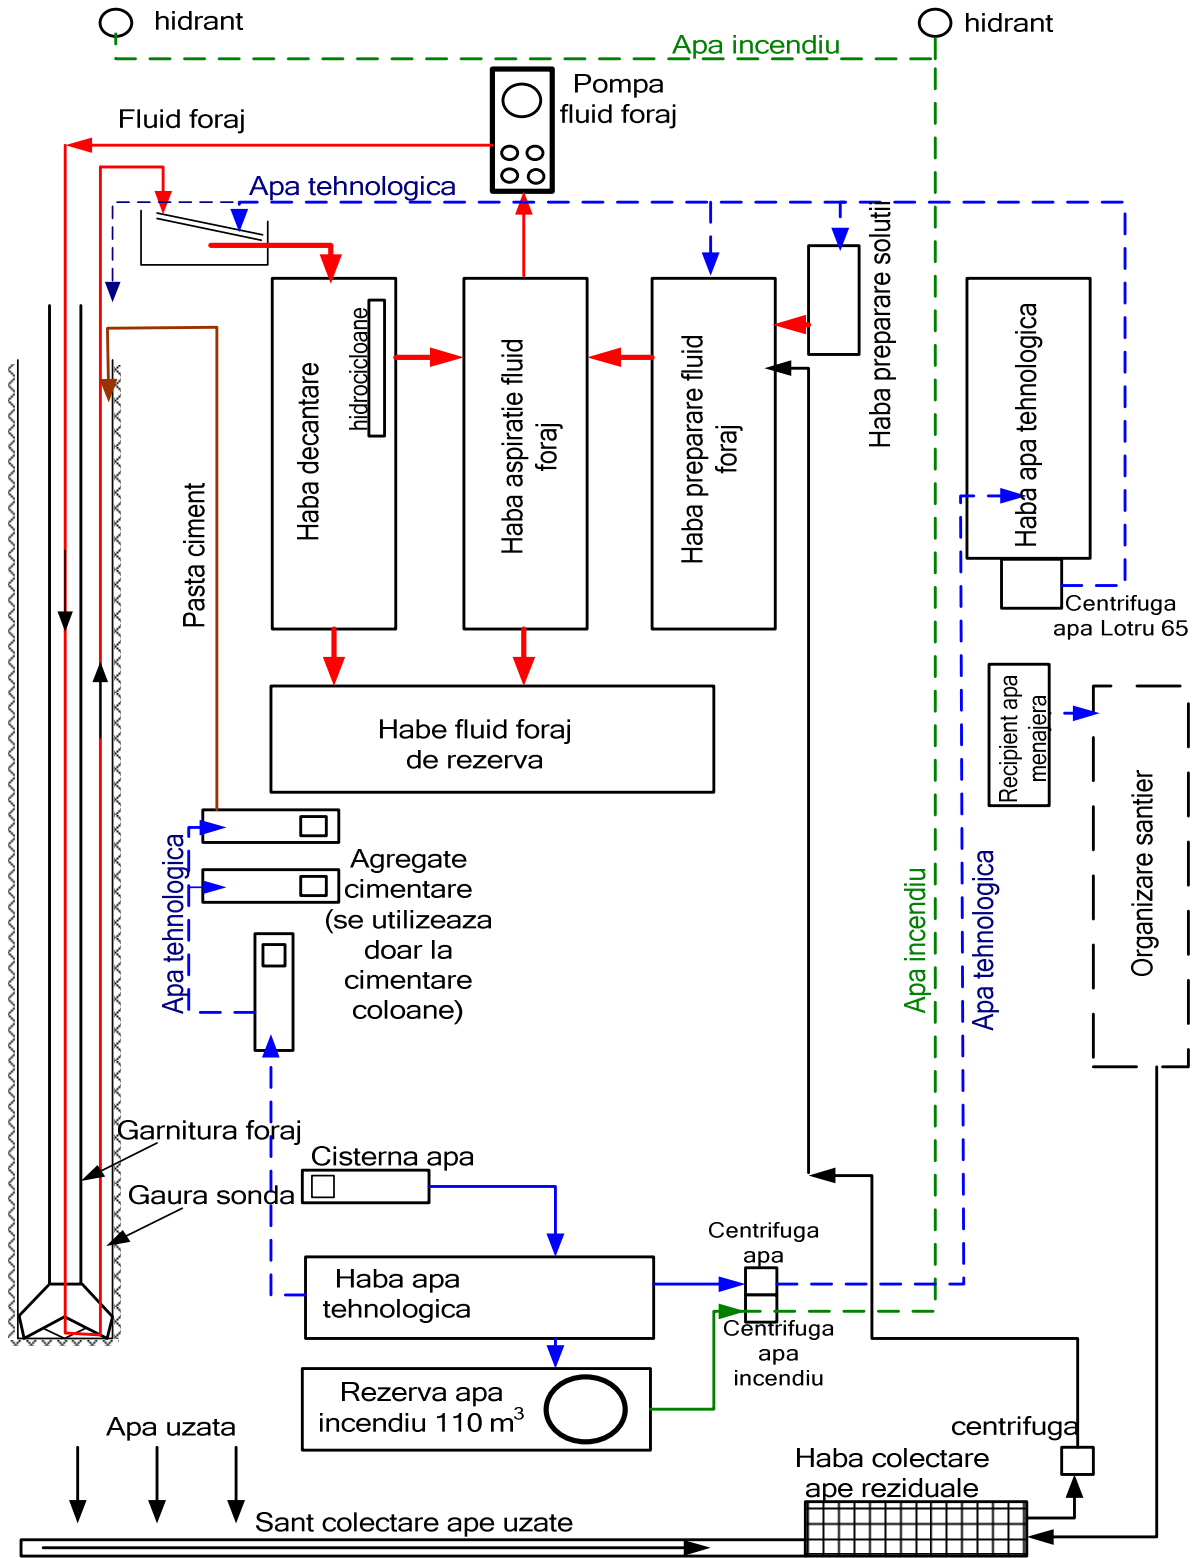 hidrant
hidrant
Apa incendiu
Pompa
fluid foraj
Fluid foraj
Apa tehnologica
Haba preparare solutii
Haba decantare
hidrocicloane
Haba aspiratie fluid
foraj
Haba preparare fluid
foraj
Haba apa tehnologica
Pasta ciment
Centrifuga
apa Lotru 65
Recipient apa
menajera
Habe fluid foraj
de rezerva
Organizare santier
Apa tehnologica
Agregate
cimentare
(se utilizeaza
doar la
cimentare
coloane)
Apa incendiu
Apa tehnologica
Garnitura foraj
Cisterna apa
Gaura sonda
Centrifuga
apa
Haba apa
tehnologica
Centrifuga
apa
incendiu
Rezerva apa
incendiu 110 m³
Apa uzata
centrifuga
Haba colectare
ape reziduale
Sant colectare ape uzate